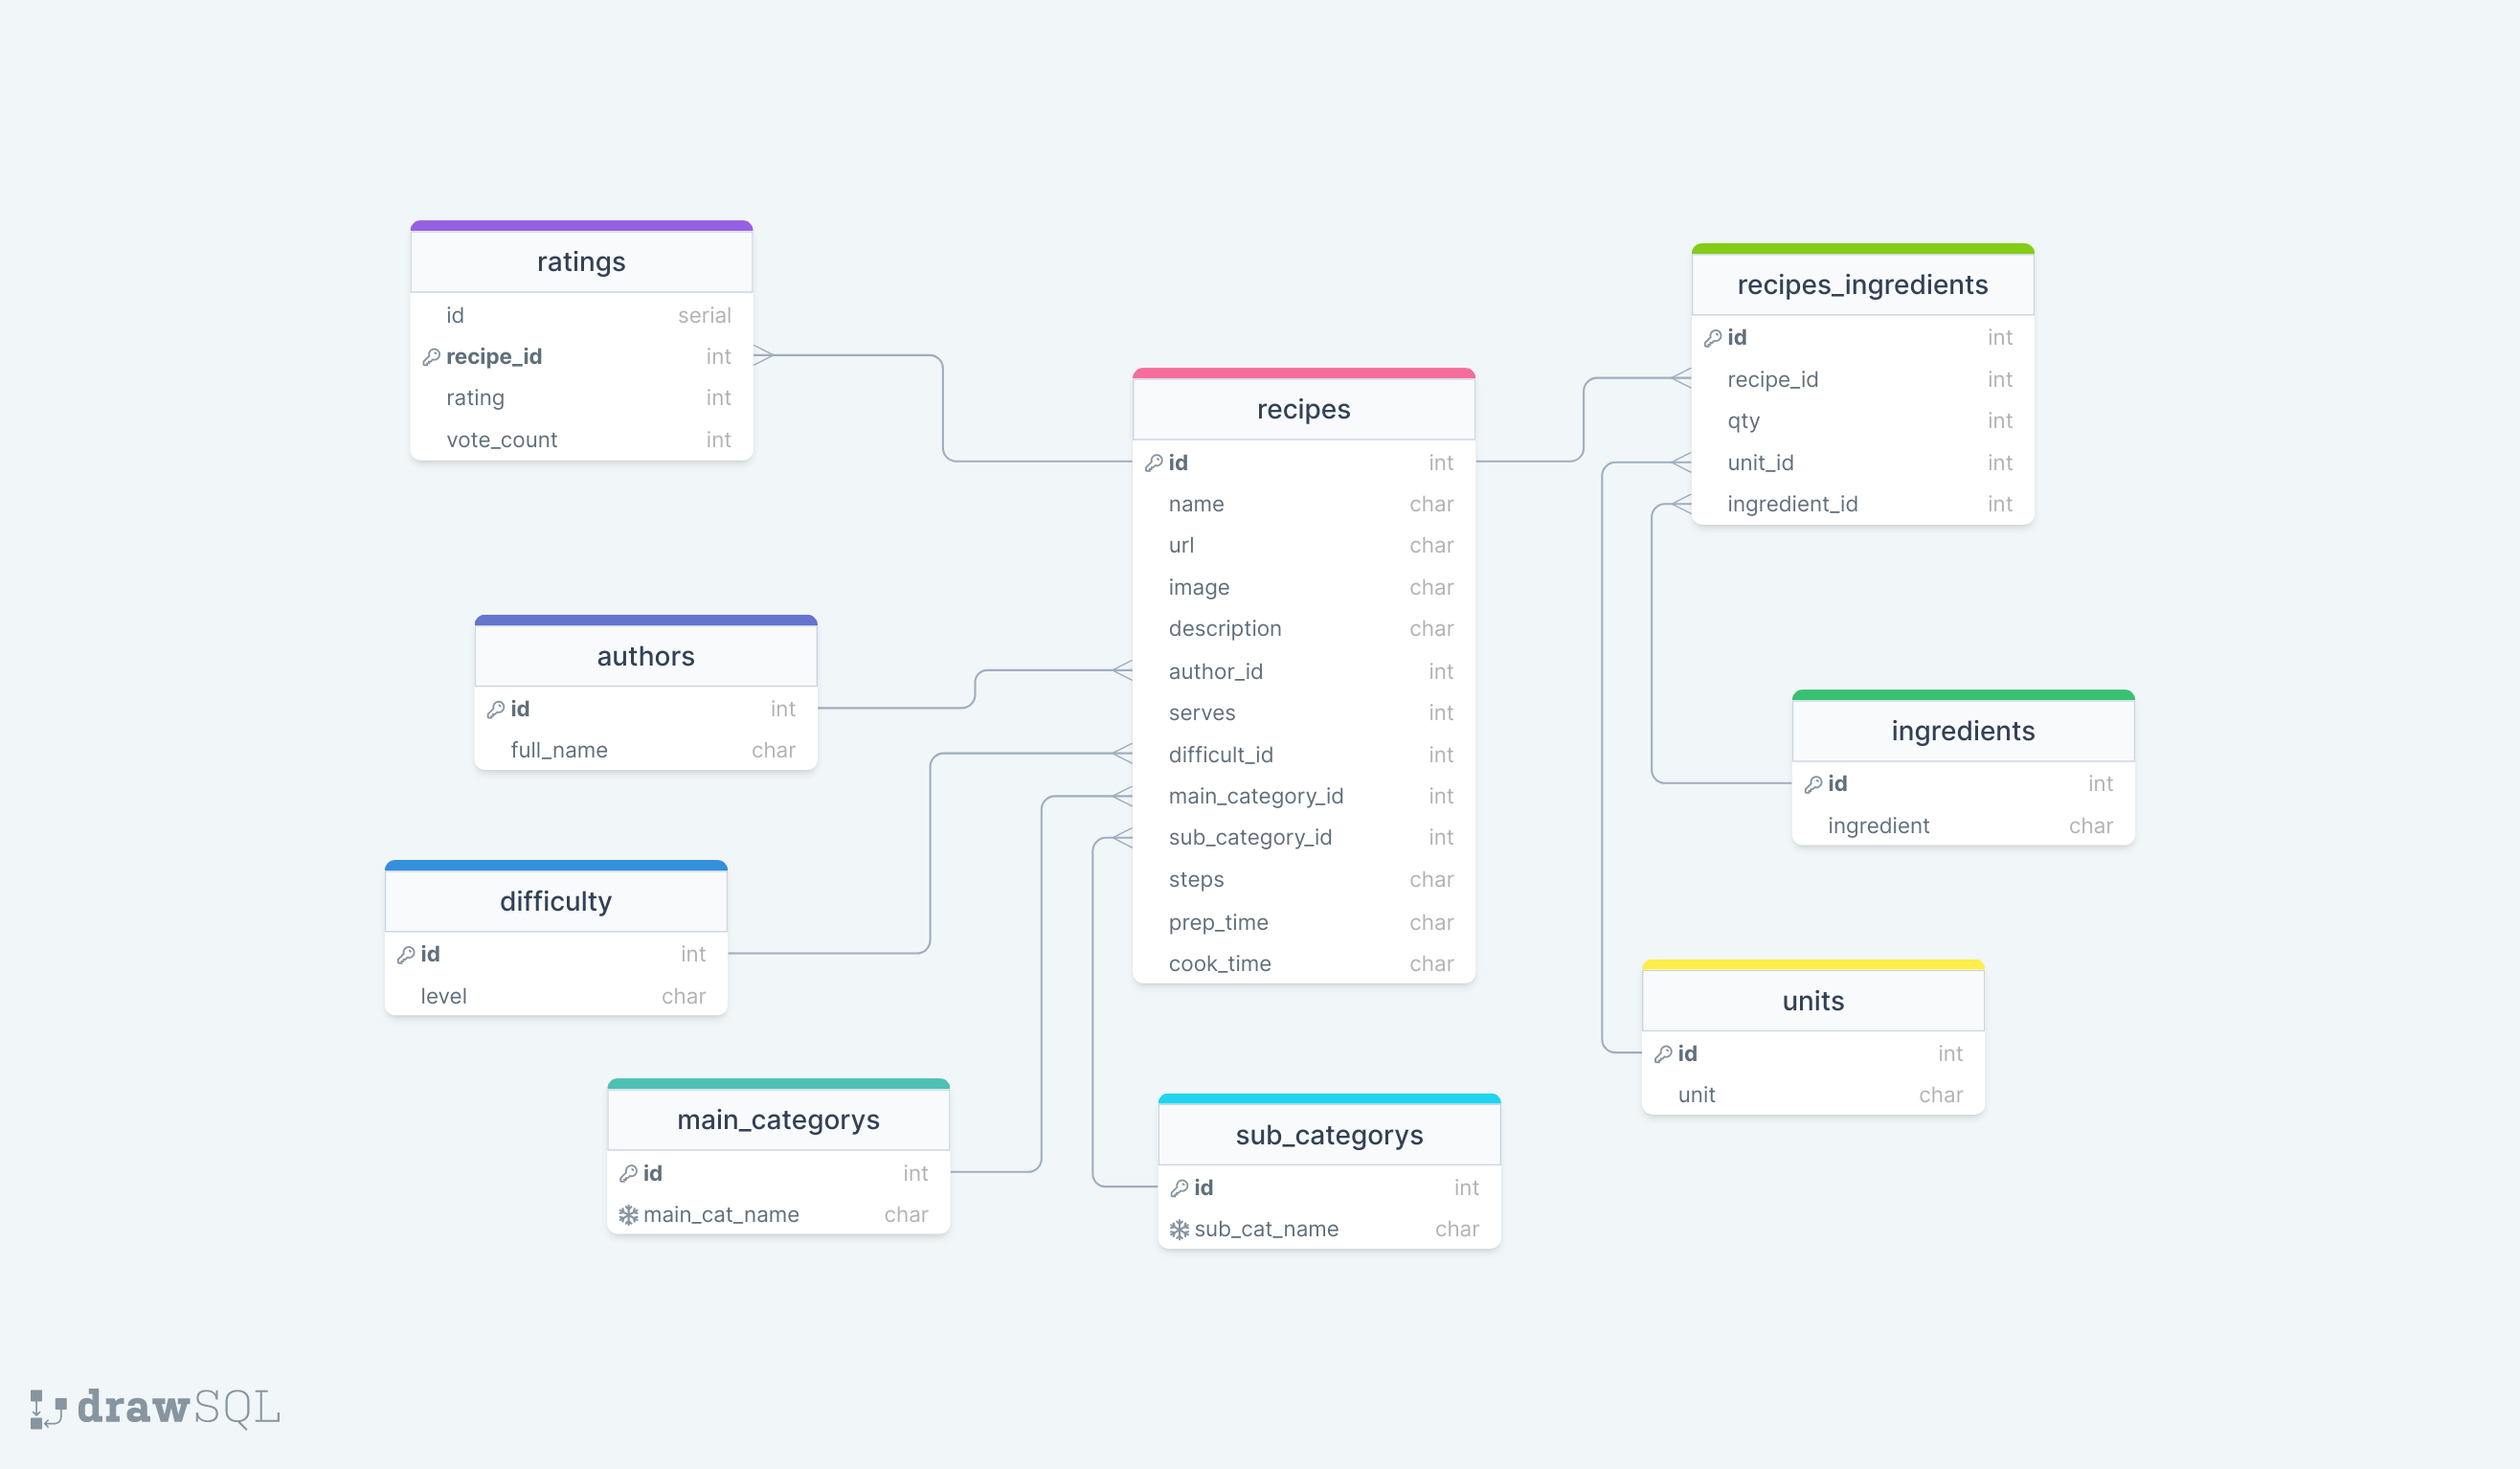 ratings
id serial
recipe_id int
rating int
vote_count int
recipes_ingredients
id int
recipe_id int
qty int
unit_id int
ingredient_id int
recipes
id int
name char
url char
image char
description char
author_id int
serves int
difficult_id int
main_category_id int
sub_category_id int
steps char
prep_time char
cook_time char
authors
id int
full_name char
ingredients
id int
ingredient char
difficulty
id int
level char
units
id int
unit char
main_categorys
id int
main_cat_name char
sub_categorys
id int
sub_cat_name char
drawSQL